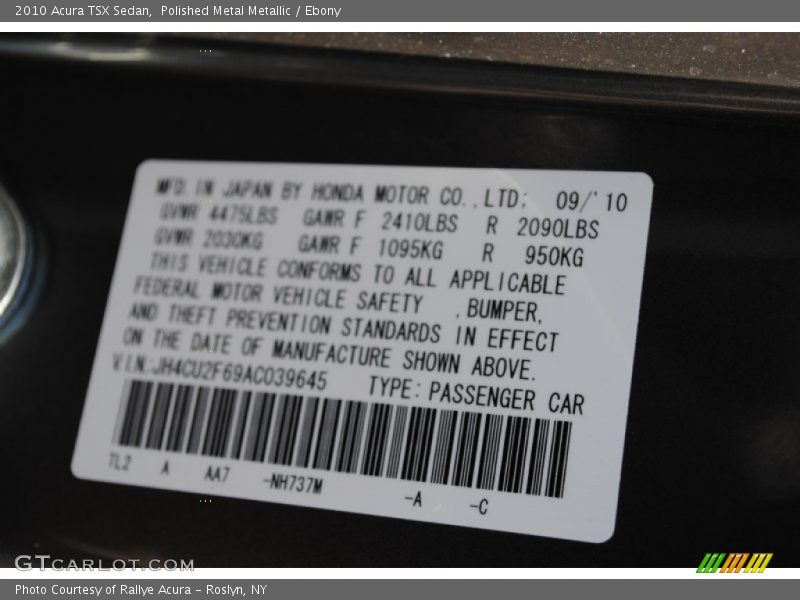 2010 Acura TSX Sedan,  Polished Metal Metallic / Ebony
MFD. IN JAPAN BY HONDA MOTOR CO.,LTD; 09/'10
GVWR 4475LBS GAWR F 2410LBS R 2090LBS
GVWR 2030KG GAWR F 1095KG R 950KG
THIS VEHICLE CONFORMS TO ALL APPLICABLE
FEDERAL MOTOR VEHICLE SAFETY ,BUMPER,
AND THEFT PREVENTION STANDARDS IN EFFECT
ON THE DATE OF MANUFACTURE SHOWN ABOVE.
V.I.N.:JH4CU2F69AC039645 TYPE: PASSENGER CAR
TL2 A AA7 -NH737M -A -C
GTCARLOT.COM
Photo Courtesy of Rallye Acura – Roslyn, NY